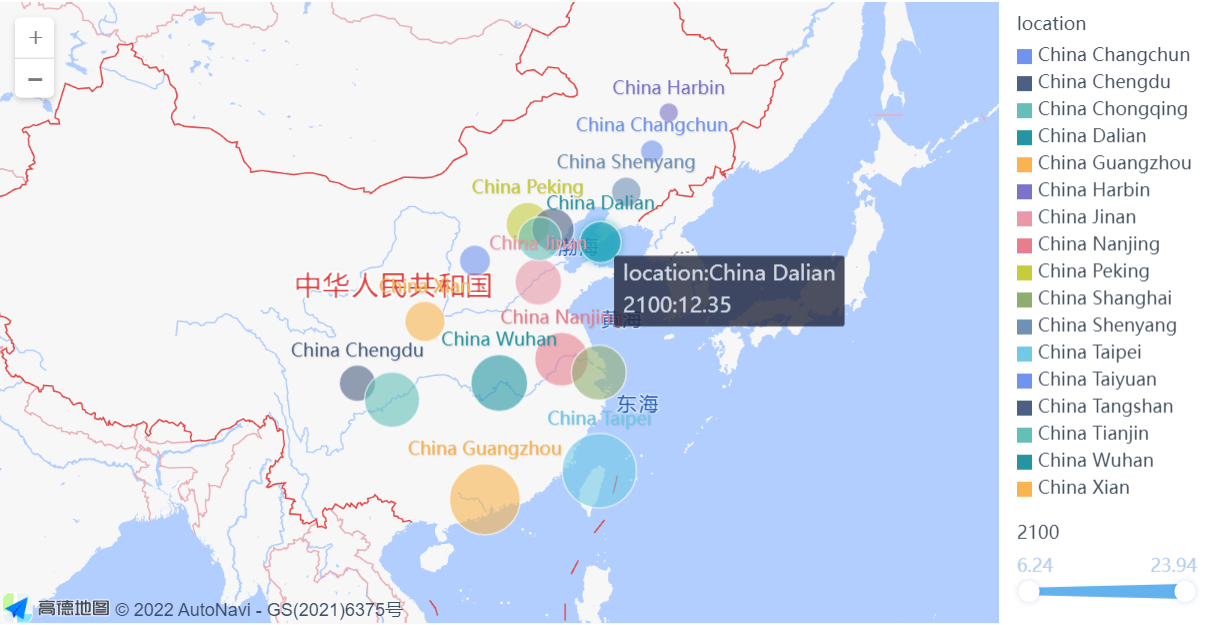 +
−
China Harbin
China Changchun
China Shenyang
China Peking
China Dalian
China Jinan
渤海
location:China Dalian
2100:12.35
中华人民共和国
China Xian
China Nanjing
黄海
China Wuhan
China Chengdu
东海
China Taipei
China Guangzhou
高德地图 © 2022 AutoNavi - GS(2021)6375号
location
China Changchun
China Chengdu
China Chongqing
China Dalian
China Guangzhou
China Harbin
China Jinan
China Nanjing
China Peking
China Shanghai
China Shenyang
China Taipei
China Taiyuan
China Tangshan
China Tianjin
China Wuhan
China Xian
2100
6.24 23.94